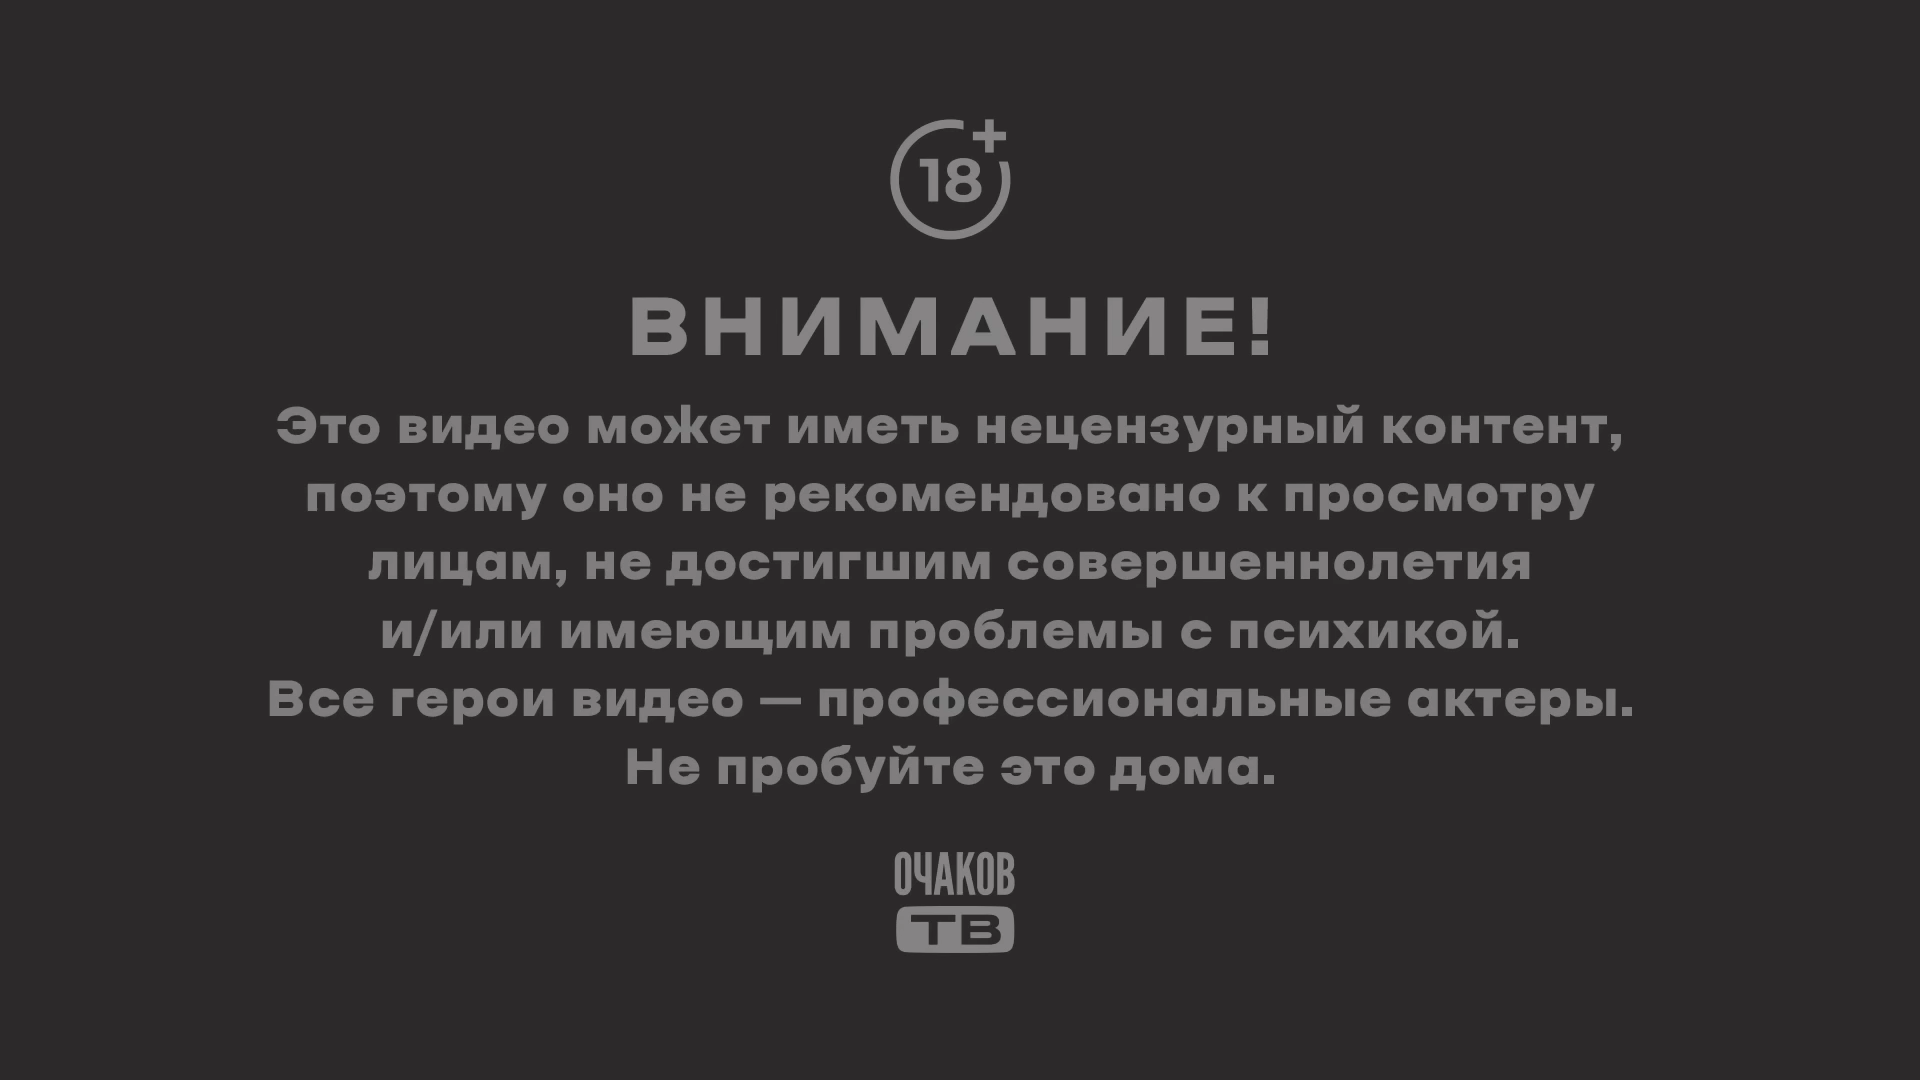 18+
ВНИМАНИЕ!
Это видео может иметь нецензурный контент,
поэтому оно не рекомендовано к просмотру
лицам, не достигшим совершеннолетия
и/или имеющим проблемы с психикой.
Все герои видео — профессиональные актеры.
Не пробуйте это дома.
ОЧАКОВ
ТВ